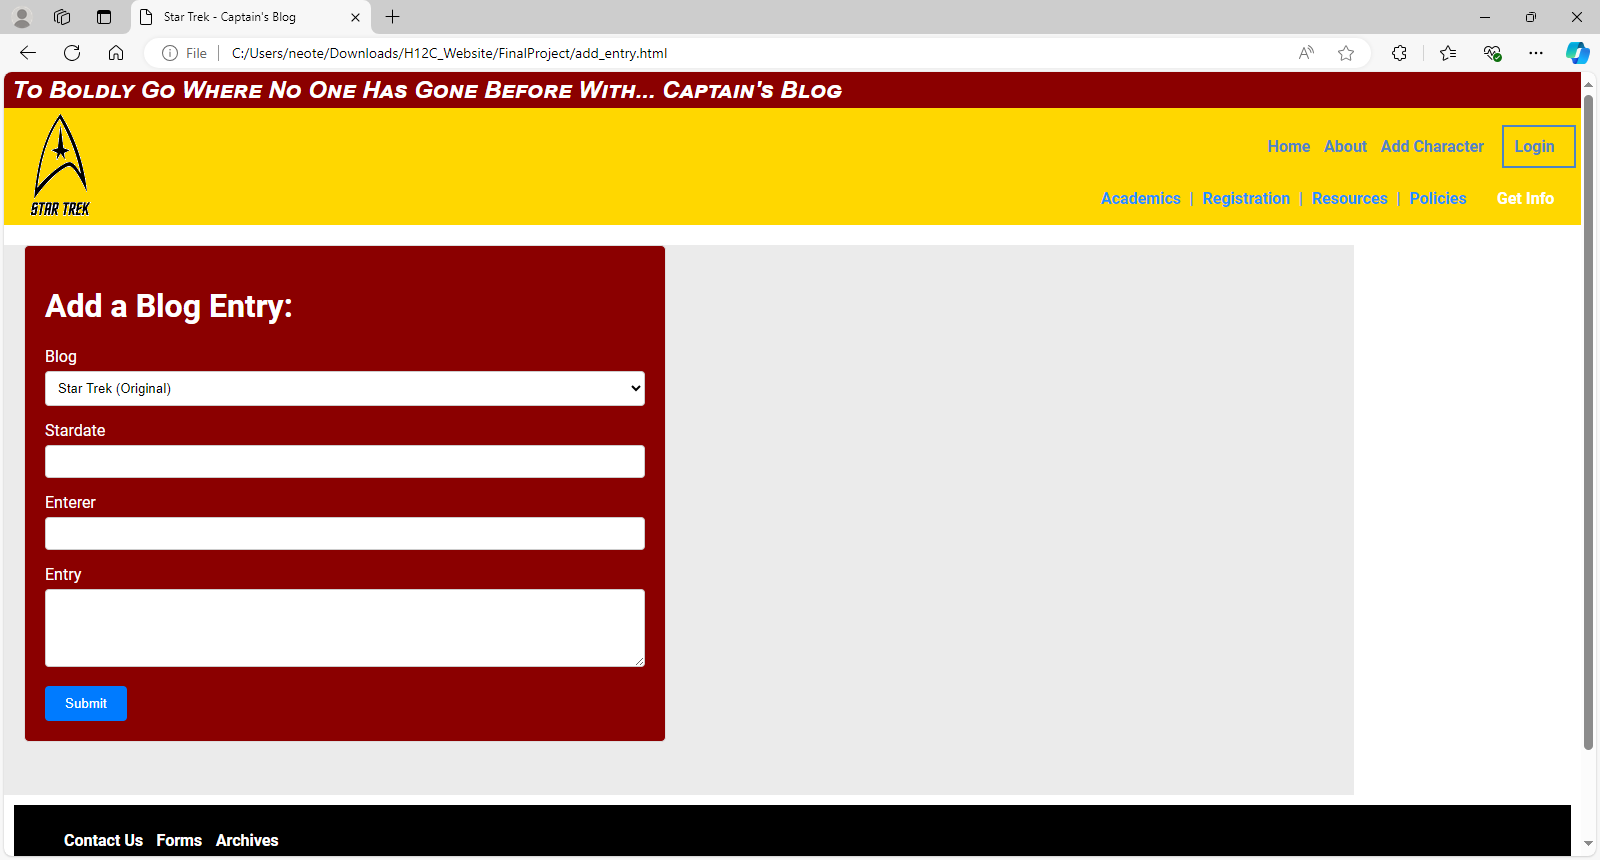 Star Trek - Captain's Blog
File C:/Users/neote/Downloads/H12C_Website/FinalProject/add_entry.html
To Boldly Go Where No One Has Gone Before With... Captain's Blog
STAR TREK
Home About Add Character Login
Academics | Registration | Resources | Policies Get Info
Add a Blog Entry:
Blog
Star Trek (Original)
Stardate
Enterer
Entry
Submit
Contact Us Forms Archives